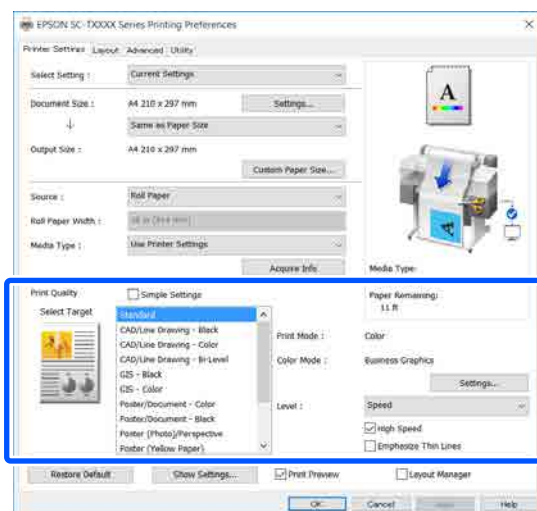 EPSON SC-TXXXX Series Printing Preferences
Printer Settings Layout Advanced Utility
Select Setting : Current Settings
Document Size : A4 210 x 297 mm Settings...
Same as Paper Size
Output Size : A4 210 x 297 mm
Custom Paper Size...
Source : Roll Paper
Roll Paper Width :
Media Type : Use Printer Settings
Acquire Info Media Type:
Print Quality Simple Settings Paper Remaining:
Select Target 11 ft
Standard
CAD/Line Drawing - Black Print Mode : Color
CAD/Line Drawing - Color
CAD/Line Drawing - Bi-Level Color Mode : Business Graphics
GIS - Black
GIS - Color Settings...
Poster/Document - Color Level : Speed
Poster/Document - Black
Poster (Photo)/Perspective High Speed
Poster (Yellow Paper) Emphasize Thin Lines
Restore Default Show Settings... Print Preview Layout Manager
OK Cancel Help